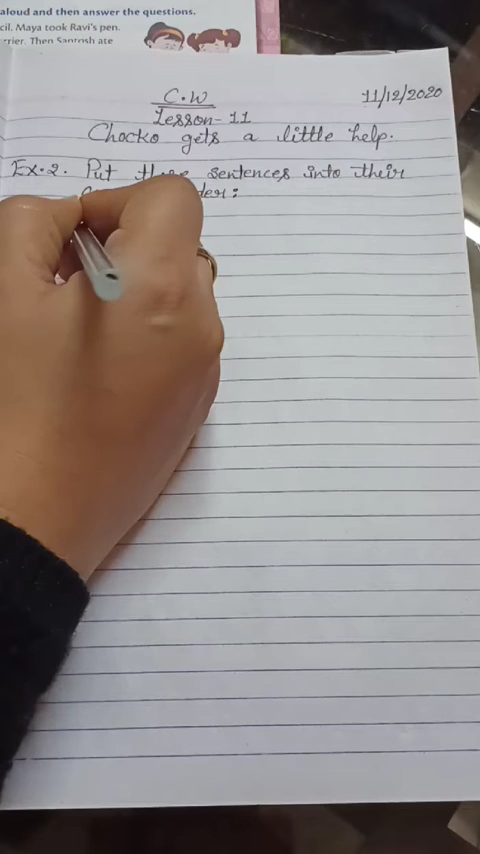 aloud and then answer the questions.
cil. Maya took Ravi's pen.
rrier. Then Santosh ate
C.W
11/12/2020
Lesson-11
Chocko gets a little help.
Ex.2. Put these sentences into their
der: